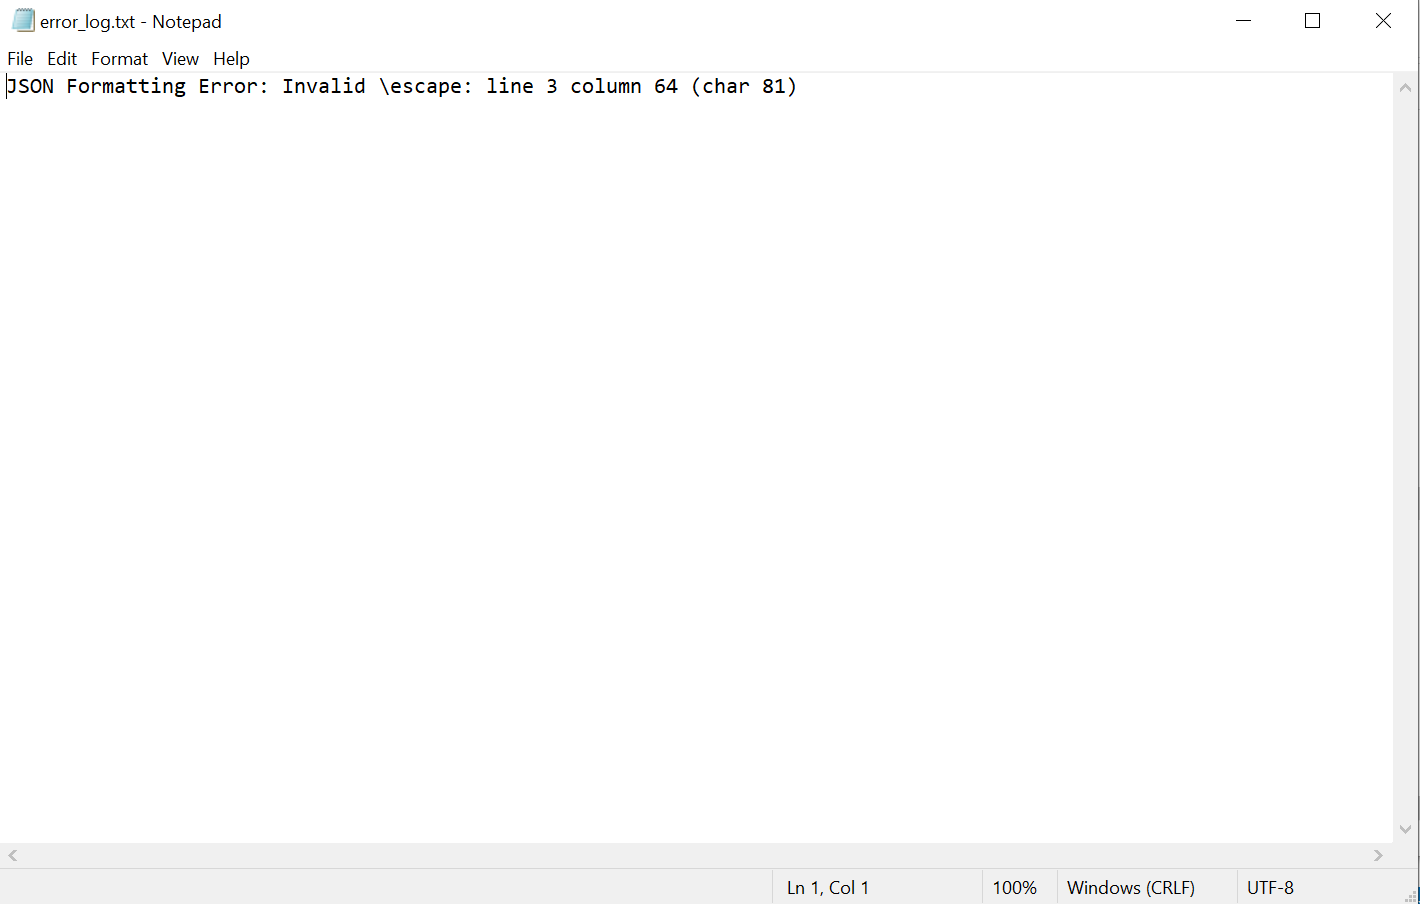 error_log.txt - Notepad
File Edit Format View Help
JSON Formatting Error: Invalid \escape: line 3 column 64 (char 81)
Ln 1, Col 1 100% Windows (CRLF) UTF-8